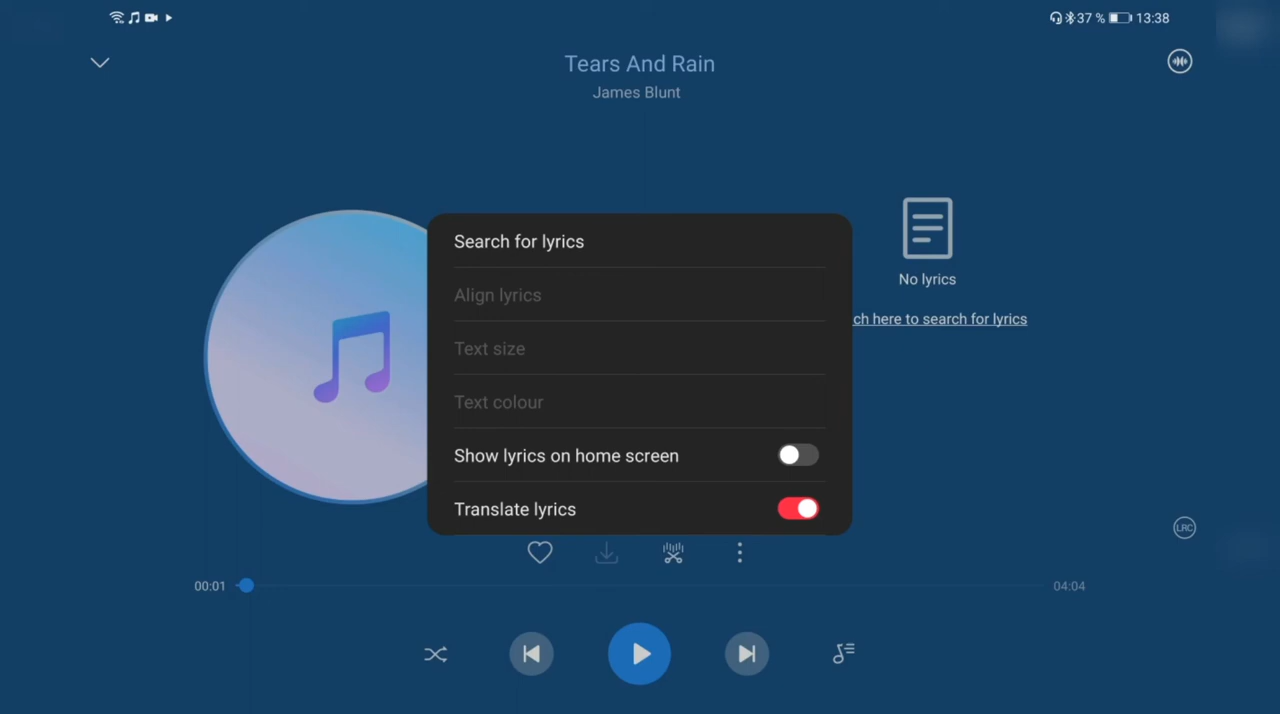 37 % 13:38
Tears And Rain
James Blunt
Search for lyrics
Align lyrics
Text size
Text colour
Show lyrics on home screen
Translate lyrics
No lyrics
ch here to search for lyrics
LRC
00:01
04:04